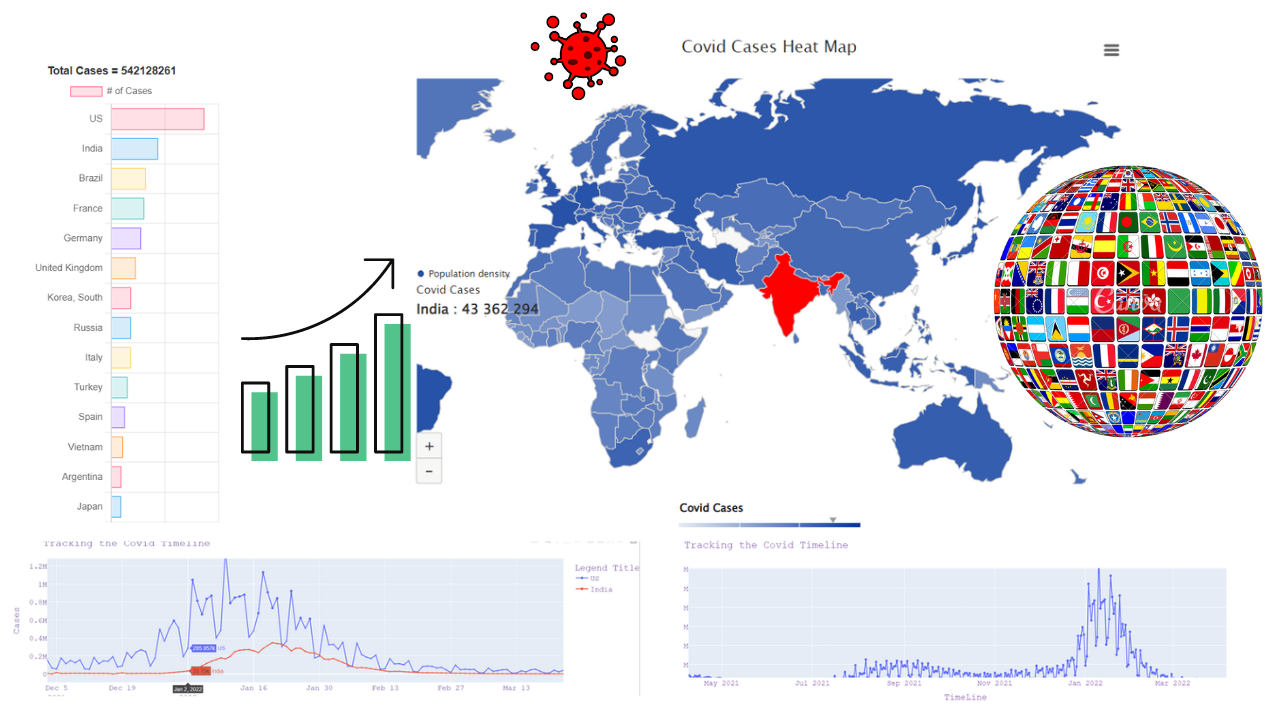 Covid Cases Heat Map
Total Cases = 542128261
# of Cases
US
India
Brazil
France
Germany
United Kingdom
Korea, South
Russia
Italy
Turkey
Spain
Vietnam
Argentina
Japan
Population density
Covid Cases
India : 43 362 294
+
−
Covid Cases
Tracking the Covid Timeline
Legend Title
US
India
Cases
1.2M
1M
0.8M
0.6M
0.4M
0.2M
0
US
India
Dec 5
Dec 19
Jan 2, 2022
Jan 16
Jan 30
Feb 13
Feb 27
Mar 13
Tracking the Covid Timeline
M
M
M
M
M
M
May 2021
Jul 2021
Sep 2021
Nov 2021
Jan 2022
Mar 2022
TimeLine